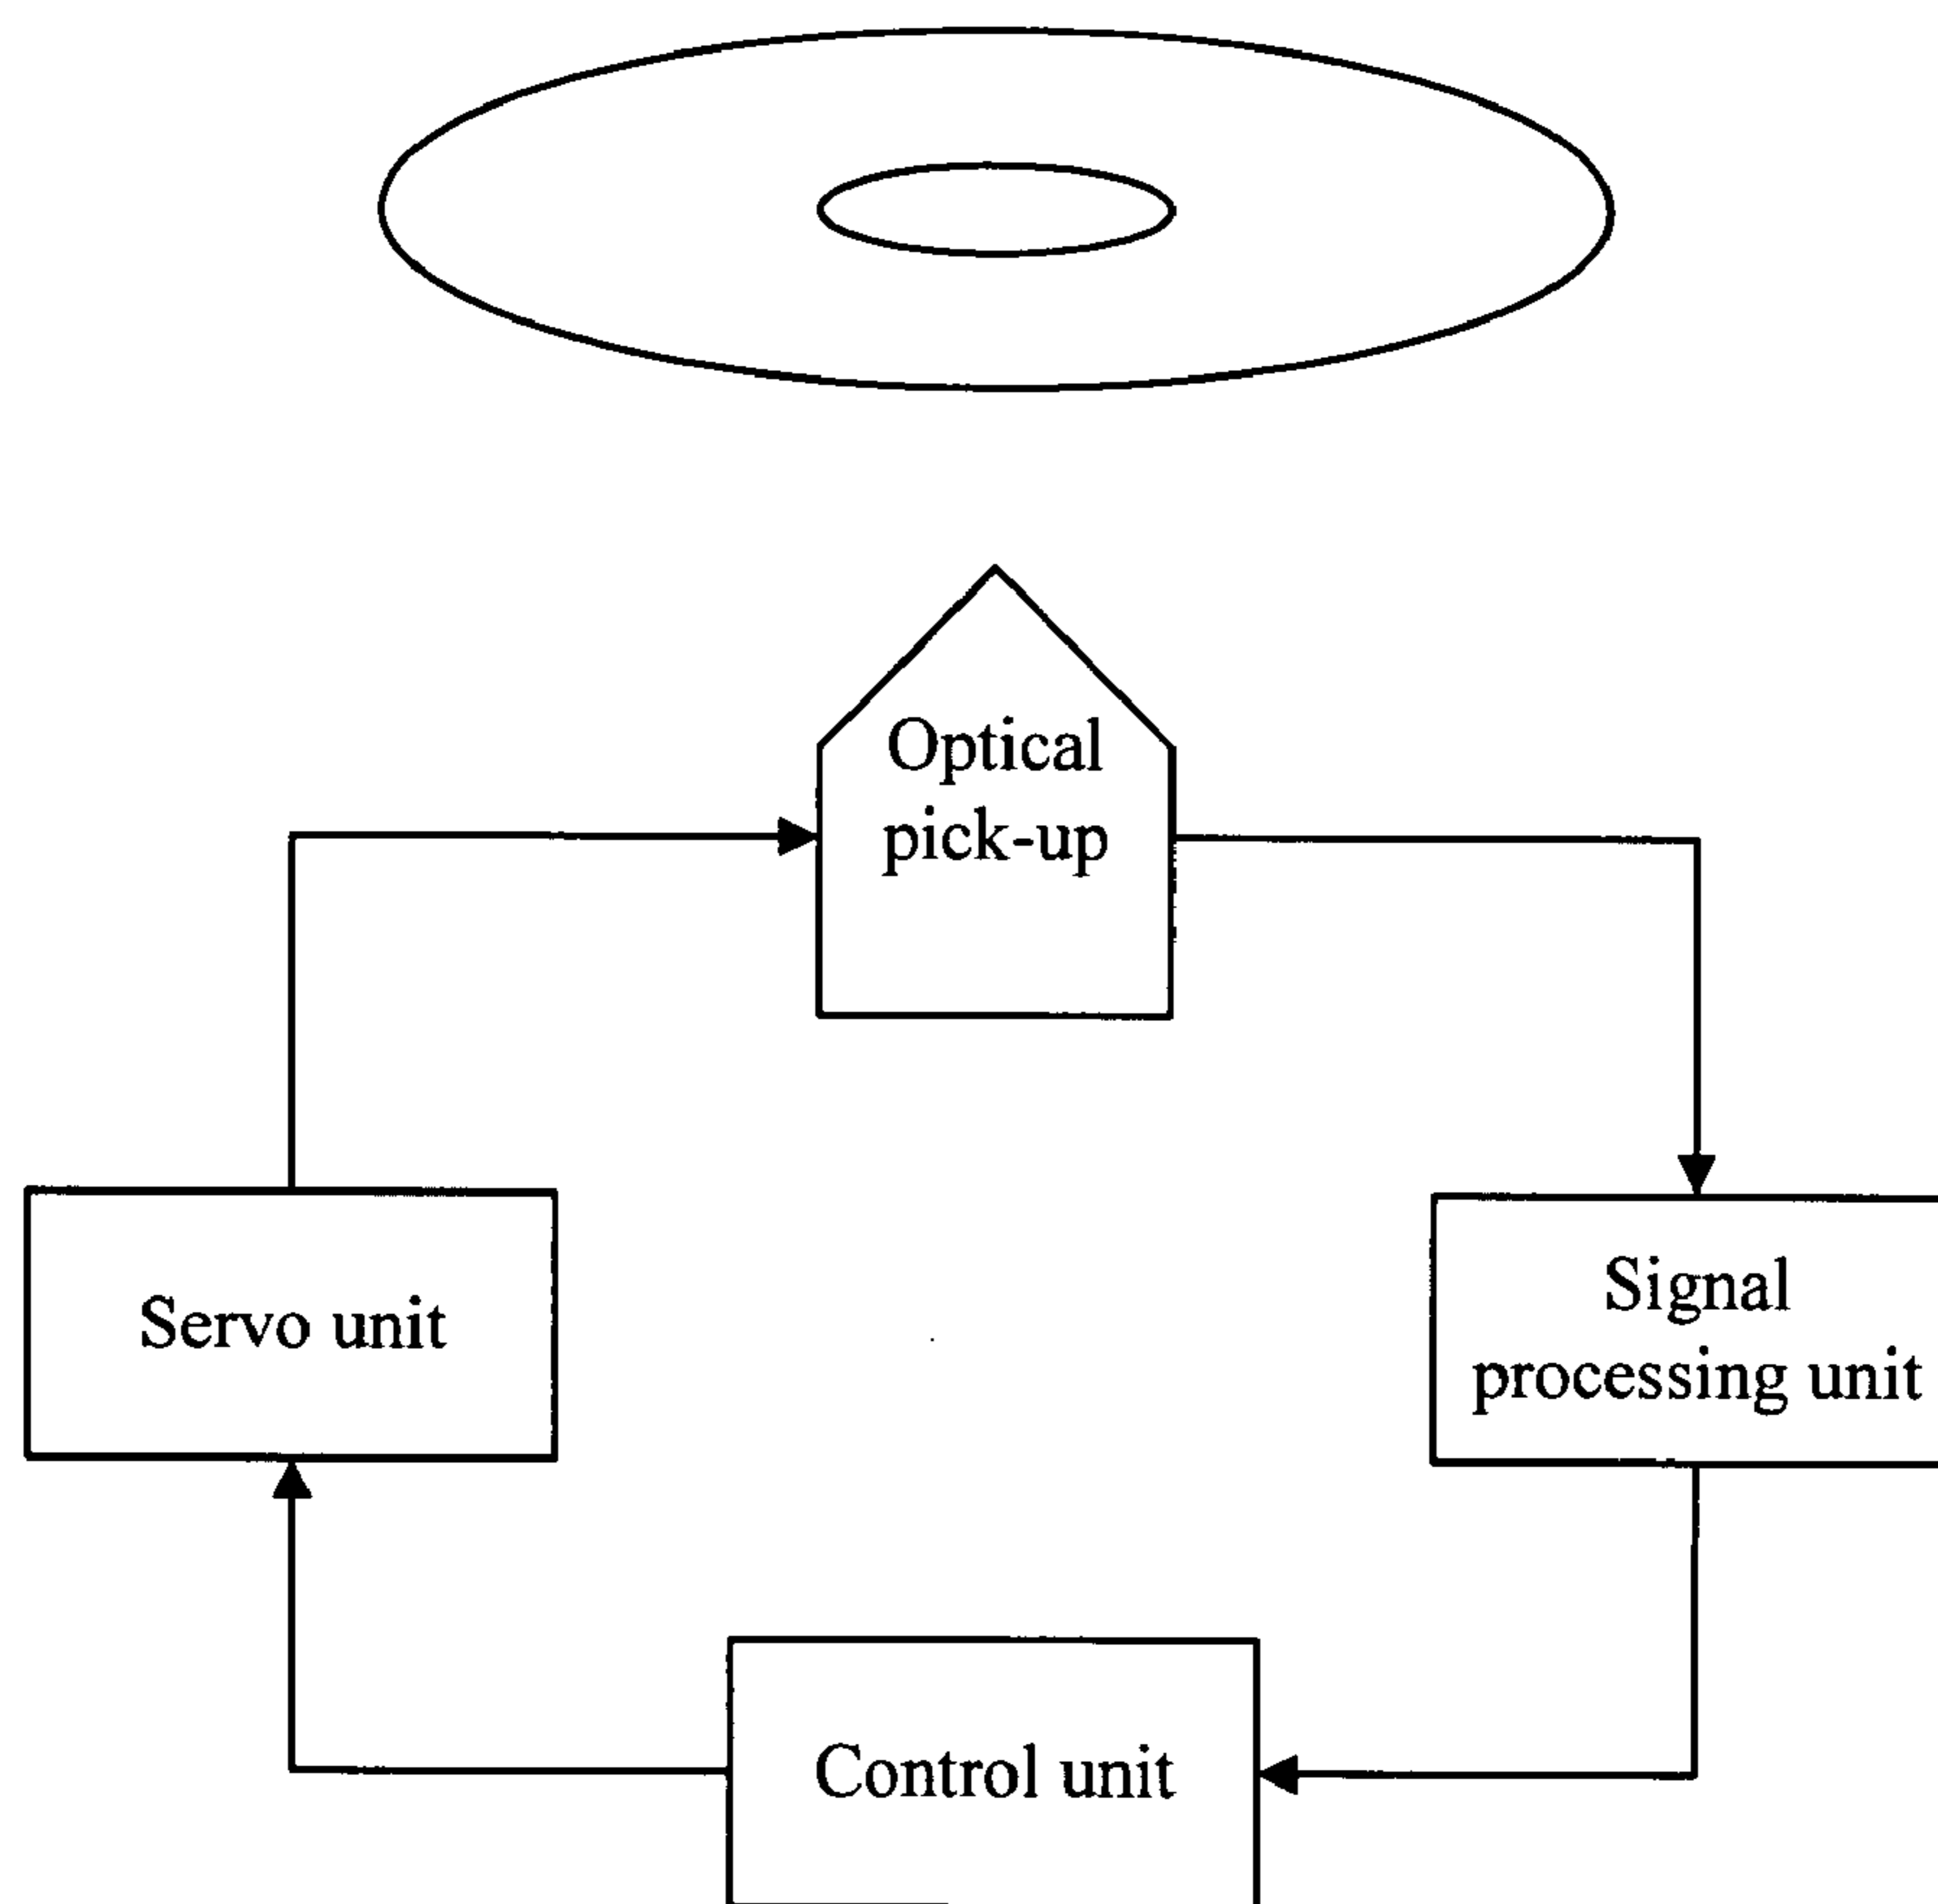 Optical
pick-up
Servo unit
Signal
processing unit
Control unit